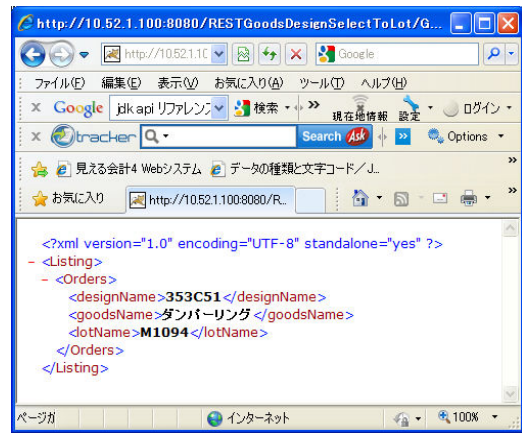 http://10.52.1.100:8080/RESTGoodsDesignSelectToLot/G...
http://10.52.1.1C
Google
ファイル(F) 編集(E) 表示(V) お気に入り(A) ツール(T) ヘルプ(H)
x Google jdk api リファレンス 検索 » 現在地情報 設定 ログイン
x tracker Q Search Ask » Options
見える会計4 Webシステム データの種類と文字コード／J... »
お気に入り http://10.52.1.100:8080/R... »
<?xml version="1.0" encoding="UTF-8" standalone="yes" ?>
- <Listing>
- <Orders>
<designName>353C51</designName>
<goodsName>ダンパーリング</goodsName>
<lotName>M1094</lotName>
</Orders>
</Listing>
ページが インターネット 100%